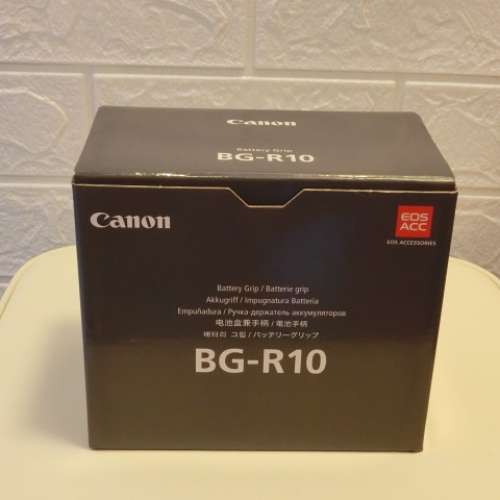 Canon
Battery Grip
BG-R10
Canon
EOS
ACC
EOS ACCESSORIES
Battery Grip / Batterie grip
Akkugriff / Impugnatura Batteria
Empuñadura / Ручка-держатель аккумуляторов
电池盒兼手柄 / 電池手柄
배터리 그립 / バッテリーグリップ
BG-R10